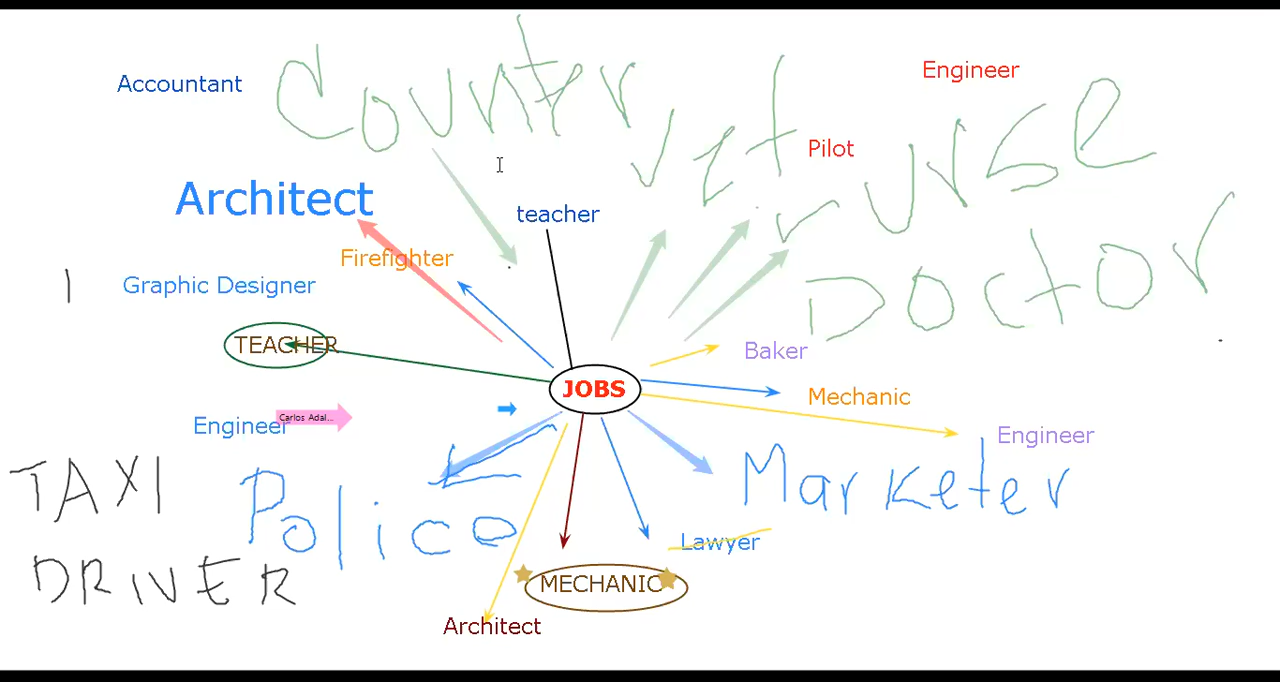 Accountant
Counter
Engineer
vet
Pilot
nurse
Architect
teacher
Firefighter
Doctor
Graphic Designer
TEACHER
Baker
JOBS
Mechanic
Carlos Adal...
Engineer
Engineer
TAXI
Police
Marketer
Lawyer
DRIVER
MECHANIC
Architect